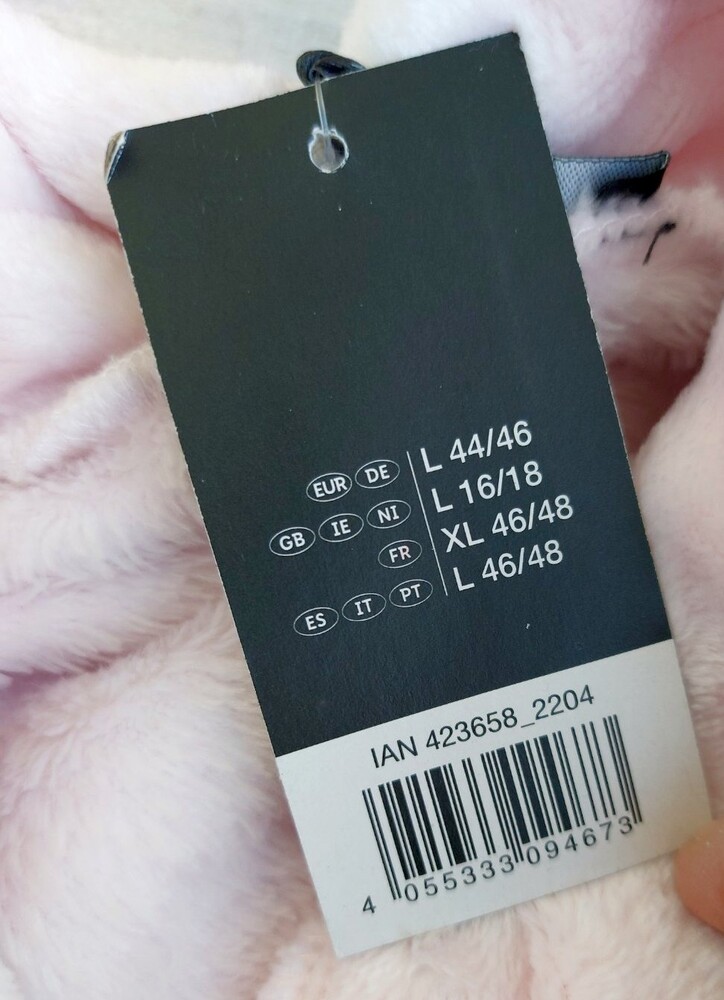 EUR DE L 44/46
GB IE NI L 16/18
FR XL 46/48
ES IT PT L 46/48
IAN 423658_2204
4 055333 094673